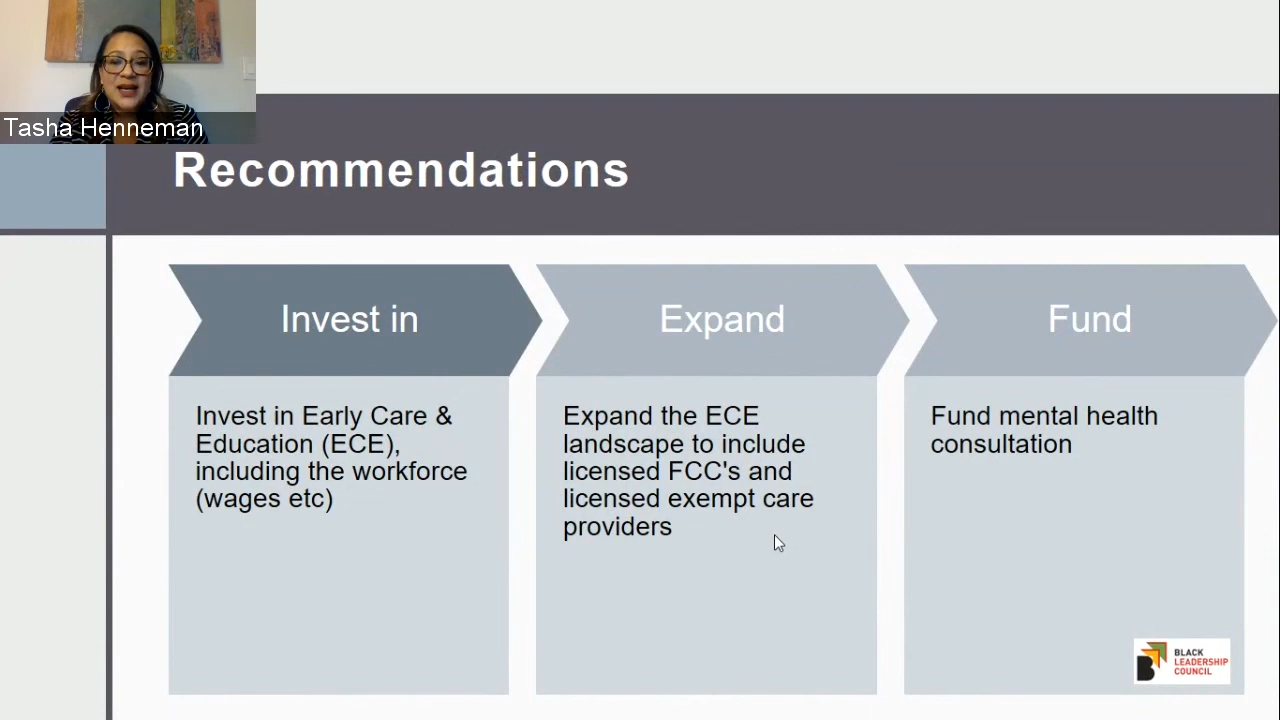 Tasha Henneman
Recommendations
Invest in
Invest in Early Care &
Education (ECE),
including the workforce
(wages etc)
Expand
Expand the ECE
landscape to include
licensed FCC's and
licensed exempt care
providers
Fund
Fund mental health
consultation
BLACK
LEADERSHIP
COUNCIL